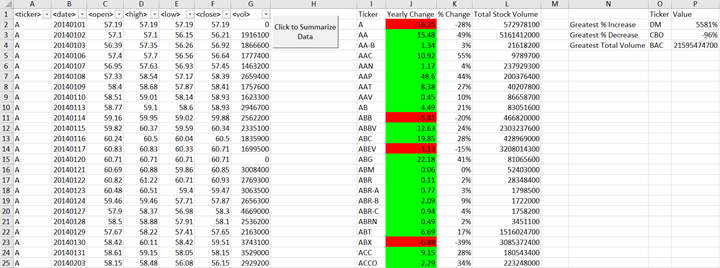 A B C D E F G H I J K L M N O P
1 <ticker> <date> <open> <high> <low> <close> <vol> Ticker Yearly Change % Change Total Stock Volume Ticker Value
2 A 20140101 57.19 57.19 57.19 57.19 A -28% 572978100 Greatest % Increase DM 5581%
3 A 20140102 57.1 57.1 56.15 56.21 1916100 AA 15.48 49% 5161412000 Greatest % Decrease CBO -96%
4 A 20140103 56.39 57.35 56.26 56.92 1866600 AA-B 1.34 3% 21618200 Greatest Total Volume BAC 21595474700
Click to Summarize
Data
5 A 20140106 57.4 57.7 56.56 56.64 1777400 AAC 10.92 55% 9789700
6 A 20140107 56.95 57.63 56.93 57.45 1463200 AAN 1.17 4% 237929300
7 A 20140108 57.33 58.54 57.17 58.39 2659400 AAP 48.6 44% 200376400
8 A 20140109 58.4 58.68 57.87 58.41 1757600 AAT 8.38 27% 40207800
9 A 20140110 58.51 59.01 58.14 58.93 1623300 AAV 0.45 10% 86658700
10 A 20140113 58.77 59.1 58.6 58.93 2946700 AB 4.49 21% 83051600
11 A 20140114 59.16 59.95 59.02 59.88 2562200 ABB -5.41 -20% 466820000
12 A 20140115 59.82 60.37 59.59 60.34 2331500 ABBV 12.63 24% 2303237600
13 A 20140116 60.24 60.5 60.04 60.5 1835900 ABC 19.85 28% 428969000
14 A 20140117 60.83 60.83 60.33 60.71 1699500 ABEV -1.13 -15% 3208014300
15 A 20140120 60.71 60.71 60.71 60.71 0 ABG 22.18 41% 81065600
16 A 20140121 60.69 60.88 59.86 60.85 3008400 ABM 0.06 0% 52403000
17 A 20140122 60.82 61.22 60.71 60.93 2769300 ABR 0.11 2% 28348400
18 A 20140123 60.48 60.51 59.4 59.47 3063500 ABR-A 0.77 3% 1798500
19 A 20140124 59.46 59.46 57.71 57.87 2656300 ABR-B 2.09 9% 1722000
20 A 20140127 57.9 58.37 56.98 58.3 4669000 ABR-C 0.94 4% 1758200
21 A 20140128 58.5 58.88 57.91 58.1 2536200 ABRN 0.49 2% 3451100
22 A 20140129 57.67 58.22 57.41 57.65 2163000 ABT 6.69 17% 1516024700
23 A 20140130 58.42 60.11 58.42 59.51 3743100 ABX -6.88 -39% 3085372400
24 A 20140131 58.61 59.15 58.05 58.15 3529000 ACC 9.15 28% 180543400
25 A 20140203 58.15 58.48 56.08 56.15 2929200 ACCO 2.29 34% 223248000